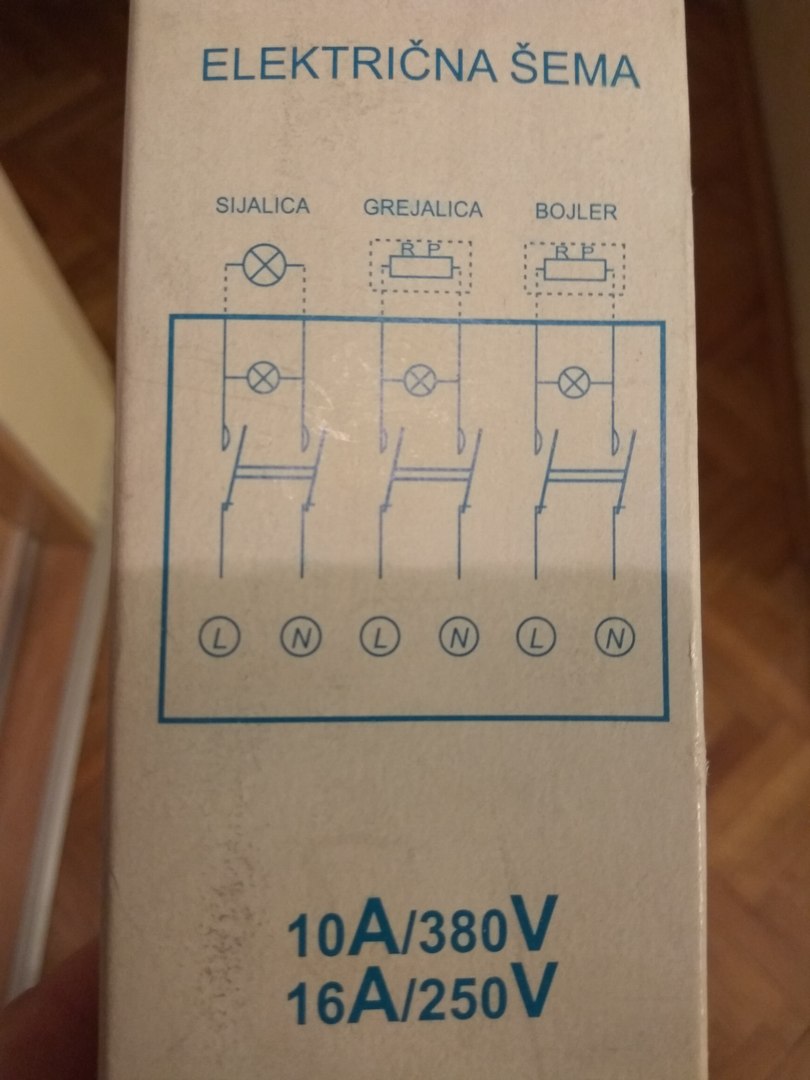 ELEKTRIČNA ŠEMA
SIJALICA GREJALICA BOJLER
R P R P
L N L N L N
10A/380V
16A/250V